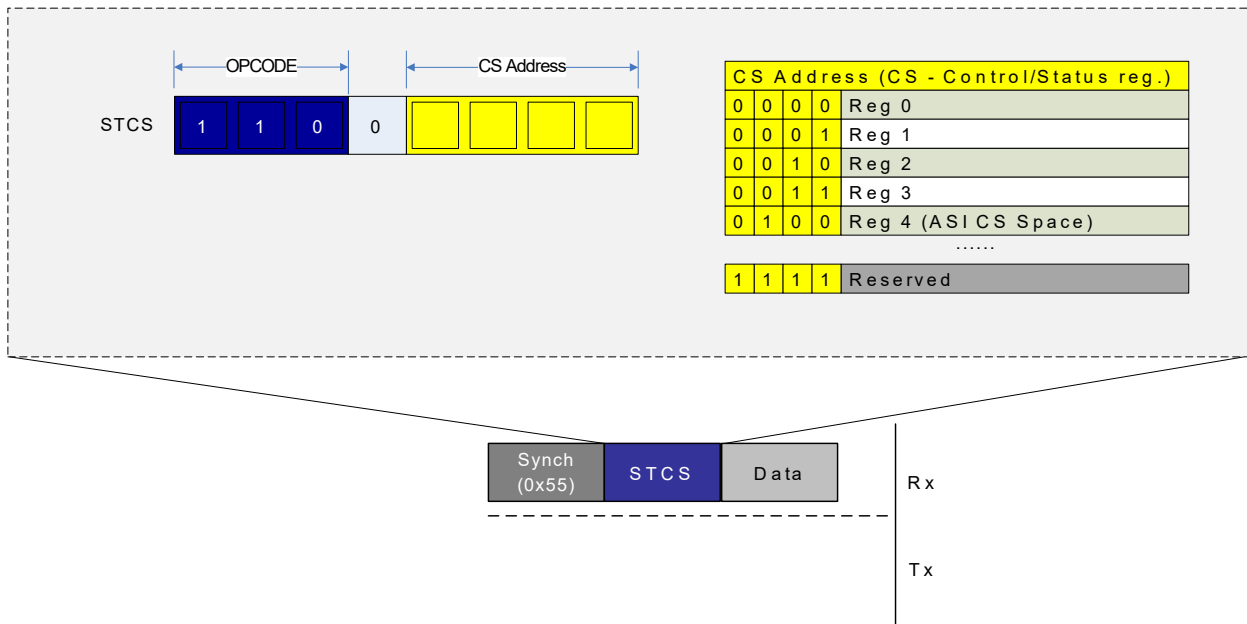 OPCODE CS Address
STCS 1 1 0 0
CS Address (CS - Control/Status reg.)
0 0 0 0 Reg 0
0 0 0 1 Reg 1
0 0 1 0 Reg 2
0 0 1 1 Reg 3
0 1 0 0 Reg 4 (ASI CS Space)
......
1 1 1 1 Reserved
Synch
(0x55)
STCS
Data
Rx
Tx